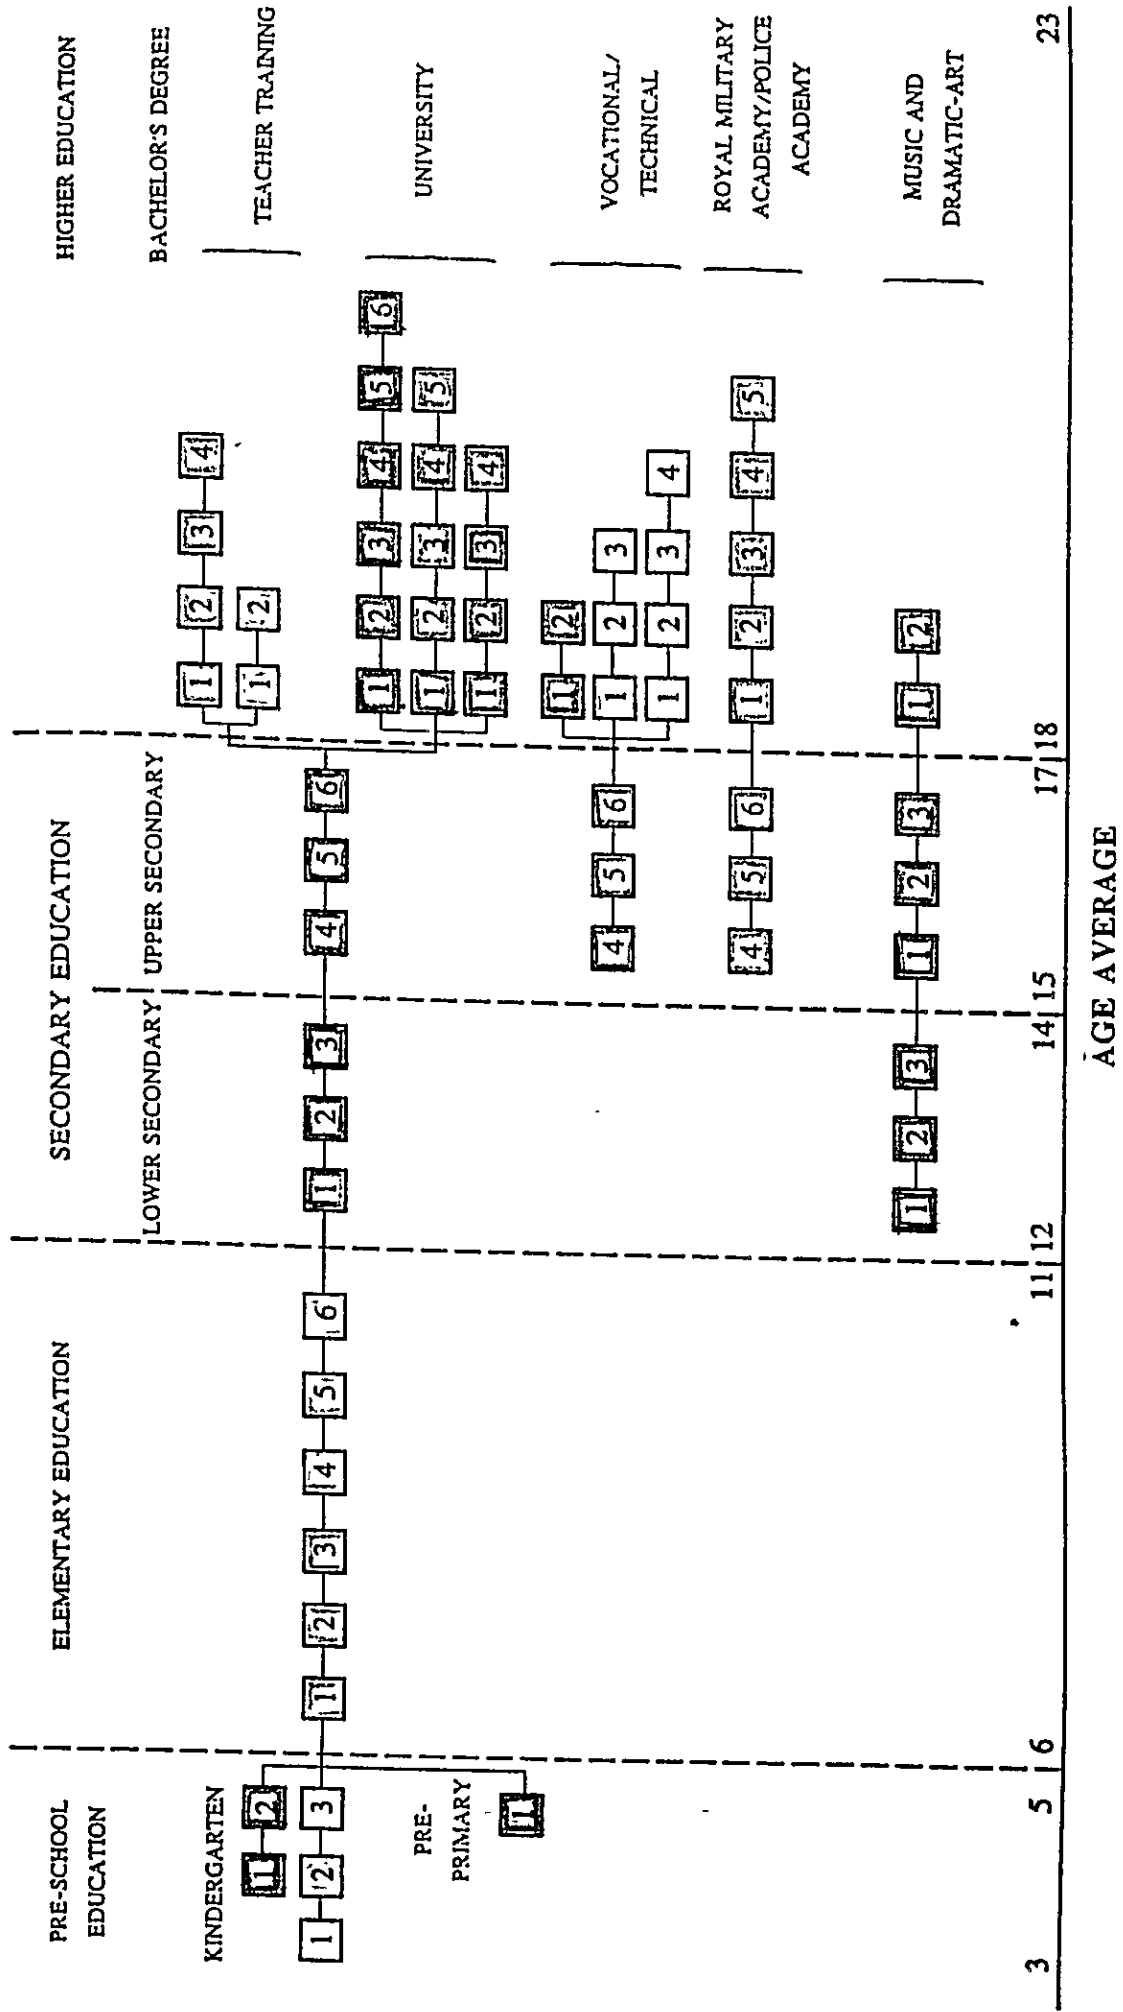 PRE-SCHOOL
EDUCATION
ELEMENTARY EDUCATION
SECONDARY EDUCATION
HIGHER EDUCATION
LOWER SECONDARY
UPPER SECONDARY
BACHELOR'S DEGREE
KINDERGARTEN
1 2
1 2 3
PRE-
PRIMARY
1
1 2 3 4 5 6
1 2 3
4 5 6
1 2 3 4
1 2
TEACHER TRAINING
1 2 3 4 5 6
1 2 3 4 5
1 2 3 4
UNIVERSITY
4 5 6
1 2
1 2 3
1 2 3 4
VOCATIONAL/
TECHNICAL
4 5 6
1 2 3 4 5
ROYAL MILITARY
ACADEMY/POLICE
ACADEMY
1 2 3
1 2 3
1 2
MUSIC AND
DRAMATIC-ART
3 5 6 11 12 14 15 17 18 23
AGE AVERAGE